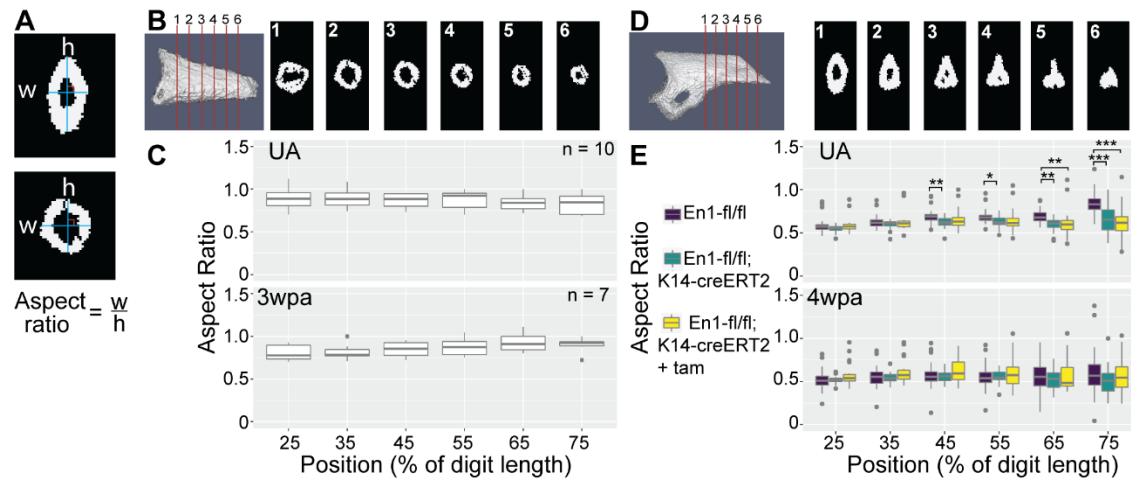 A
h
w
h
w
Aspect ratio = w/h
B
1 2 3 4 5 6
1 2 3 4 5 6
C
UA
n = 10
1.5
1.0
0.5
0
3wpa
n = 7
1.5
1.0
0.5
0
Aspect Ratio
25 35 45 55 65 75
Position (% of digit length)
D
1 2 3 4 5 6
1 2 3 4 5 6
E
UA
1.5
1.0
0.5
0
** * ** ** *** ***
En1-fl/fl
En1-fl/fl;
K14-creERT2
En1-fl/fl;
K14-creERT2
+ tam
4wpa
1.5
1.0
0.5
0
Aspect Ratio
25 35 45 55 65 75
Position (% of digit length)